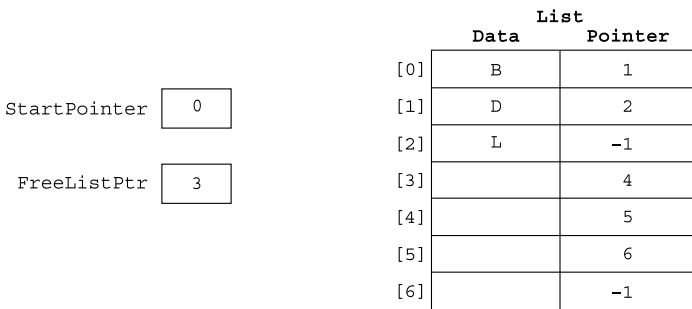 List
Data Pointer
[0] B 1
StartPointer 0
[1] D 2
[2] L –1
FreeListPtr 3
[3] 4
[4] 5
[5] 6
[6] –1